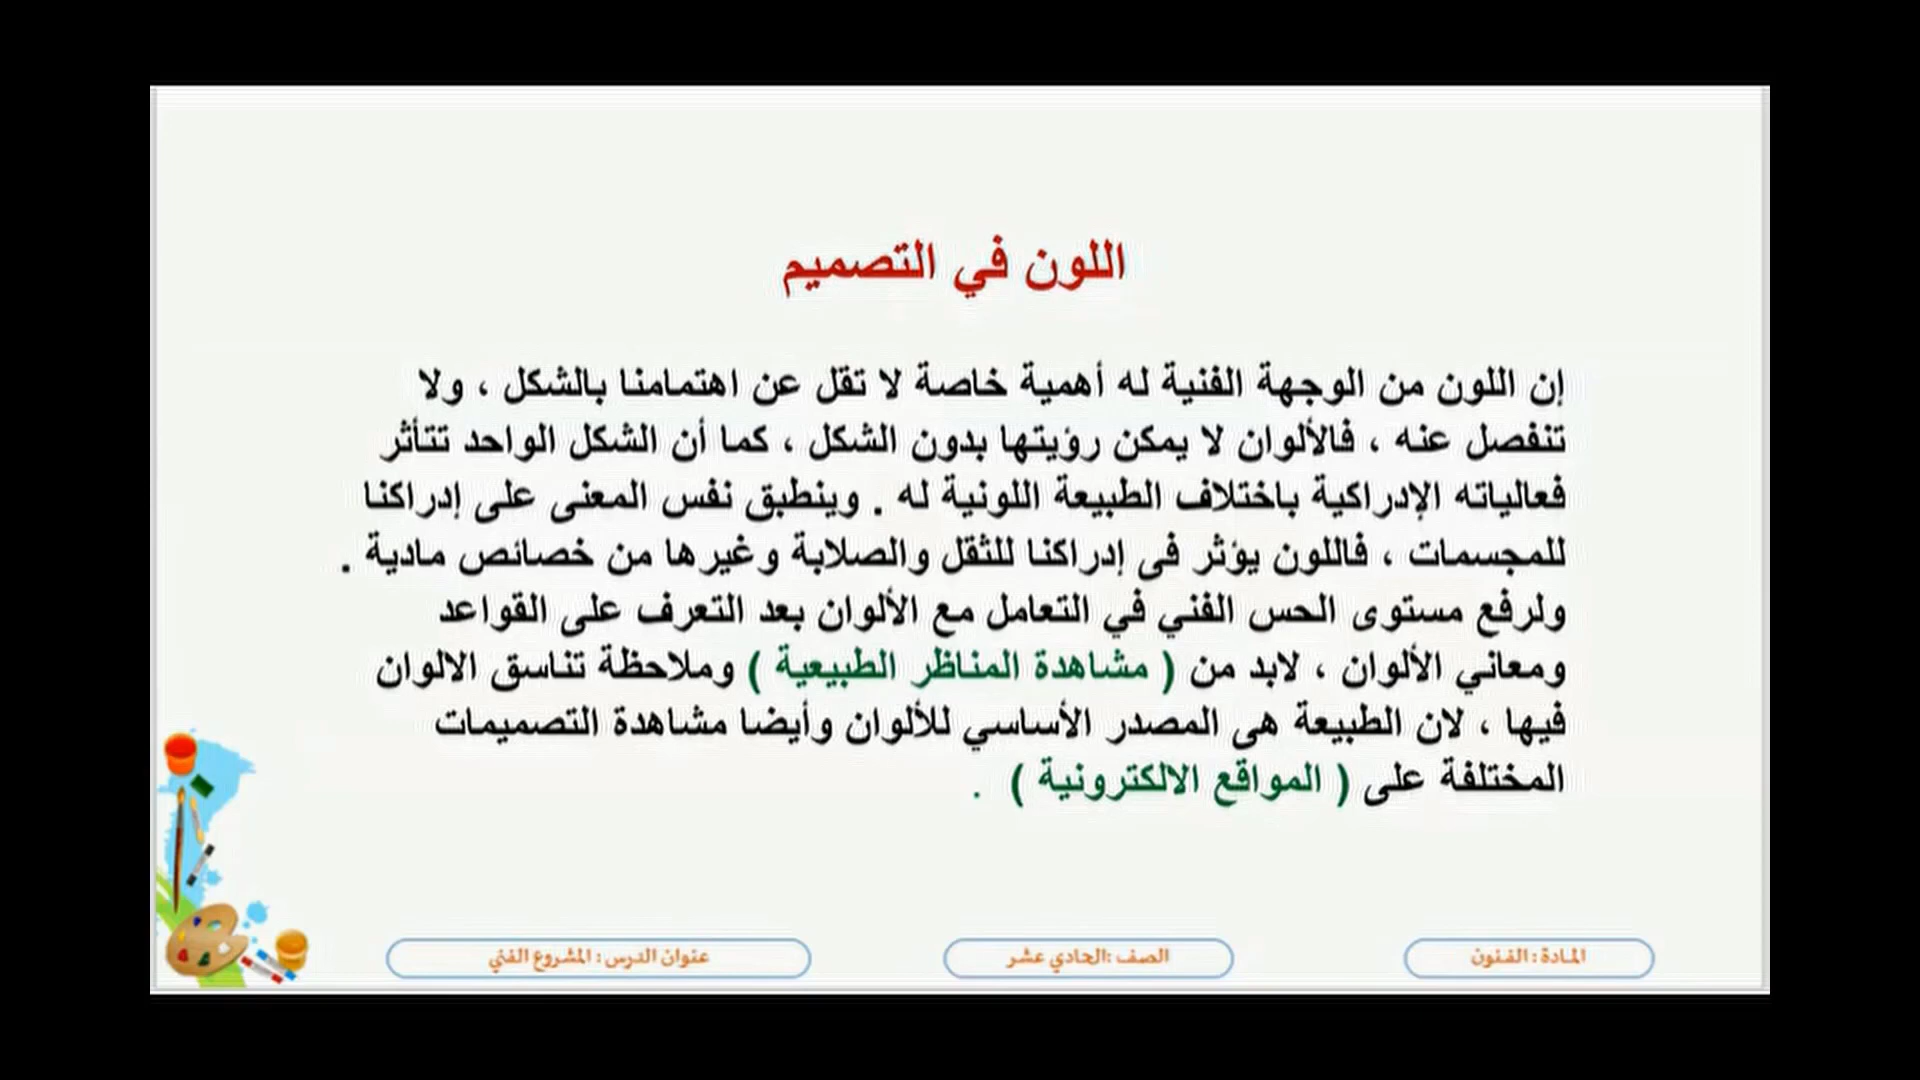 اللون في التصميم
إن اللون من الوجهة الفنية له أهمية خاصة لا تقل عن اهتمامنا بالشكل ، ولا
تنفصل عنه ، فالألوان لا يمكن رؤيتها بدون الشكل ، كما أن الشكل الواحد تتأثر
فعالياته الإدراكية باختلاف الطبيعة اللونية له . وينطبق نفس المعنى على إدراكنا
للمجسمات ، فاللون يؤثر فى إدراكنا للثقل والصلابة وغيرها من خصائص مادية .
ولرفع مستوى الحس الفني في التعامل مع الألوان بعد التعرف على القواعد
ومعاني الألوان ، لابد من ( مشاهدة المناظر الطبيعية ) وملاحظة تناسق الالوان
فيها ، لان الطبيعة هى المصدر الأساسي للألوان وأيضا مشاهدة التصميمات
المختلفة على ( المواقع الالكترونية ) .
المادة : الفنون
الصف :الحادي عشر
عنوان الدرس : المشروع الفني